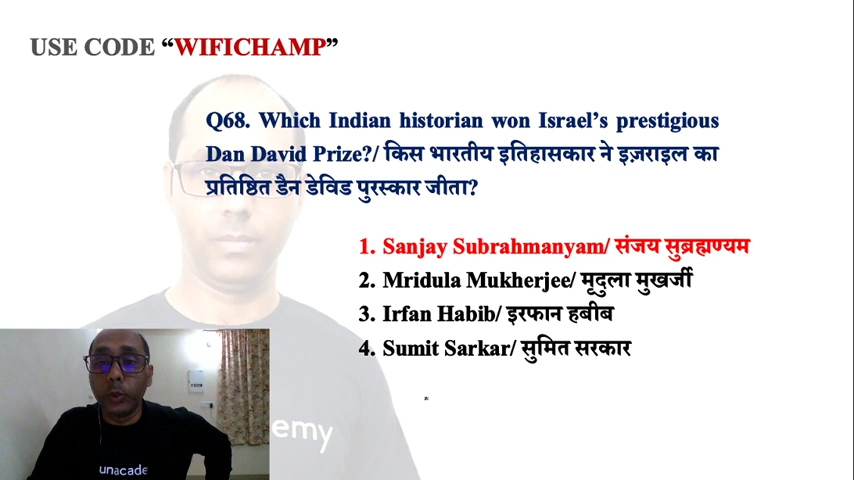 USE CODE “WIFICHAMP”
Q68. Which Indian historian won Israel’s prestigious
Dan David Prize?/ किस भारतीय इतिहासकार ने इज़राइल का
प्रतिष्ठित डैन डेविड पुरस्कार जीता?
1. Sanjay Subrahmanyam/ संजय सुब्रह्मण्यम
2. Mridula Mukherjee/ मृदुला मुखर्जी
3. Irfan Habib/ इरफान हबीब
4. Sumit Sarkar/ सुमित सरकार
emy
unacade